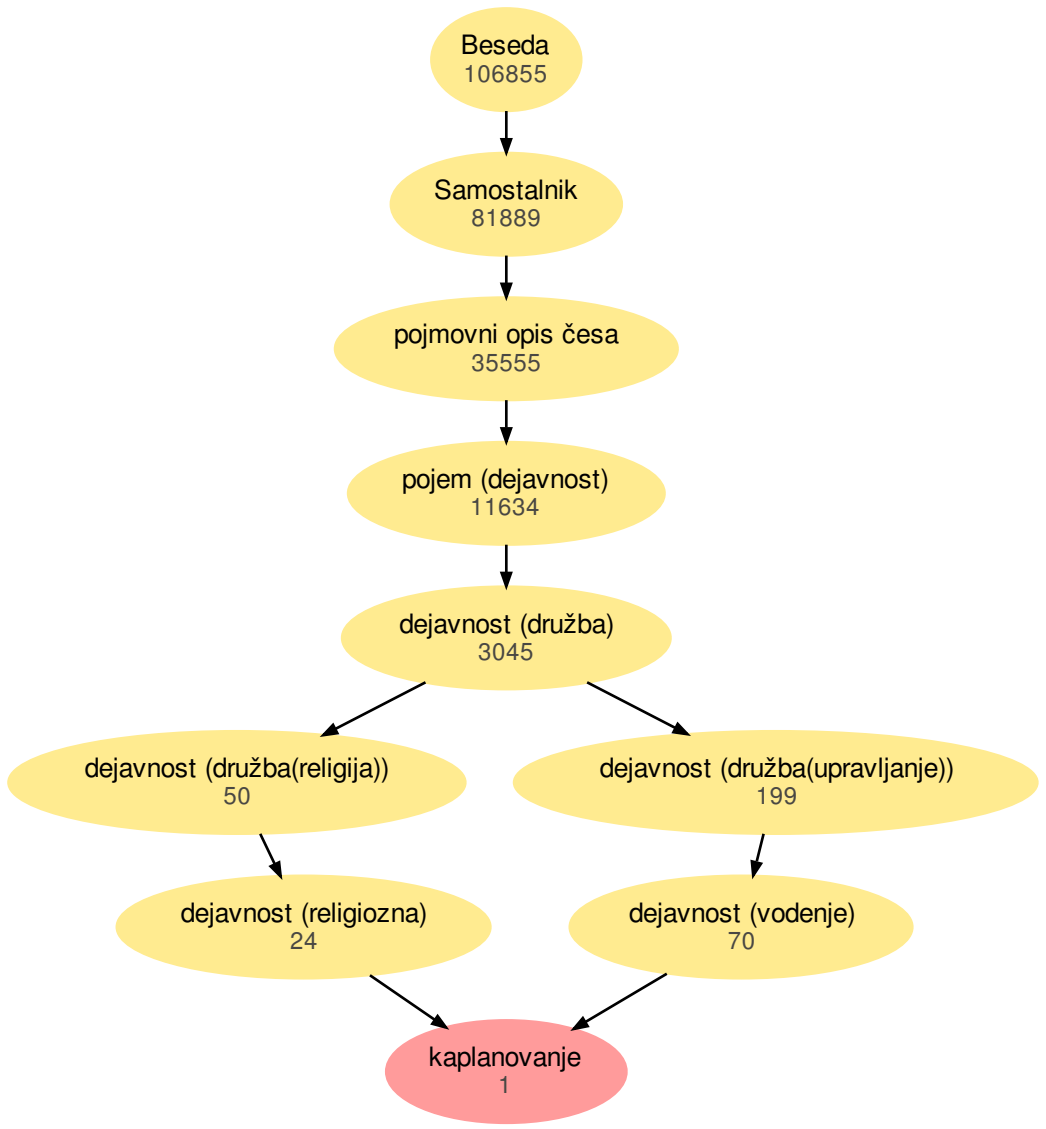 Beseda
106855
Samostalnik
81889
pojmovni opis česa
35555
pojem (dejavnost)
11634
dejavnost (družba)
3045
dejavnost (družba(religija))
50
dejavnost (družba(upravljanje))
199
dejavnost (religiozna)
24
dejavnost (vodenje)
70
kaplanovanje
1